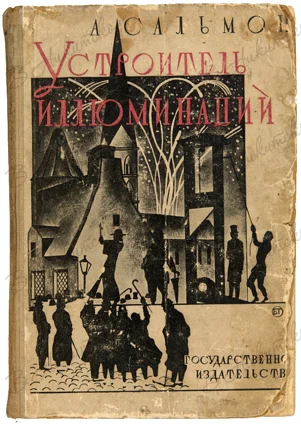 А. САЛЬМОН
УСТРОИТЕЛЬ
ИЛЛЮМИНАЦИЙ
ГОСУДАРСТВЕННО
ИЗДАТЕЛЬСТВ